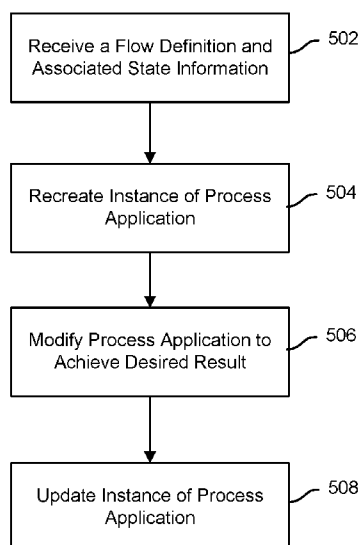 Receive a Flow Definition and
Associated State Information
502
Recreate Instance of Process
Application
504
Modify Process Application to
Achieve Desired Result
506
Update Instance of Process
Application
508